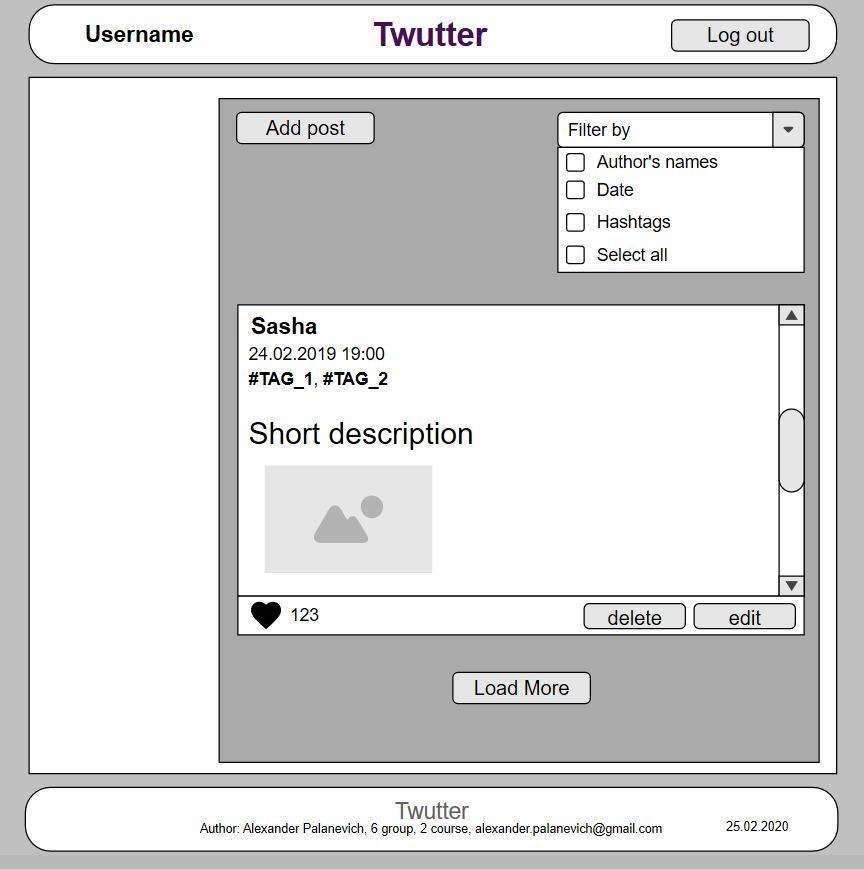 Username
Twutter
Log out
Add post
Filter by
Author's names
Date
Hashtags
Select all
Sasha
24.02.2019 19:00
#TAG_1, #TAG_2
Short description
123
delete
edit
Load More
Twutter
Author: Alexander Palanevich, 6 group, 2 course, alexander.palanevich@gmail.com
25.02.2020